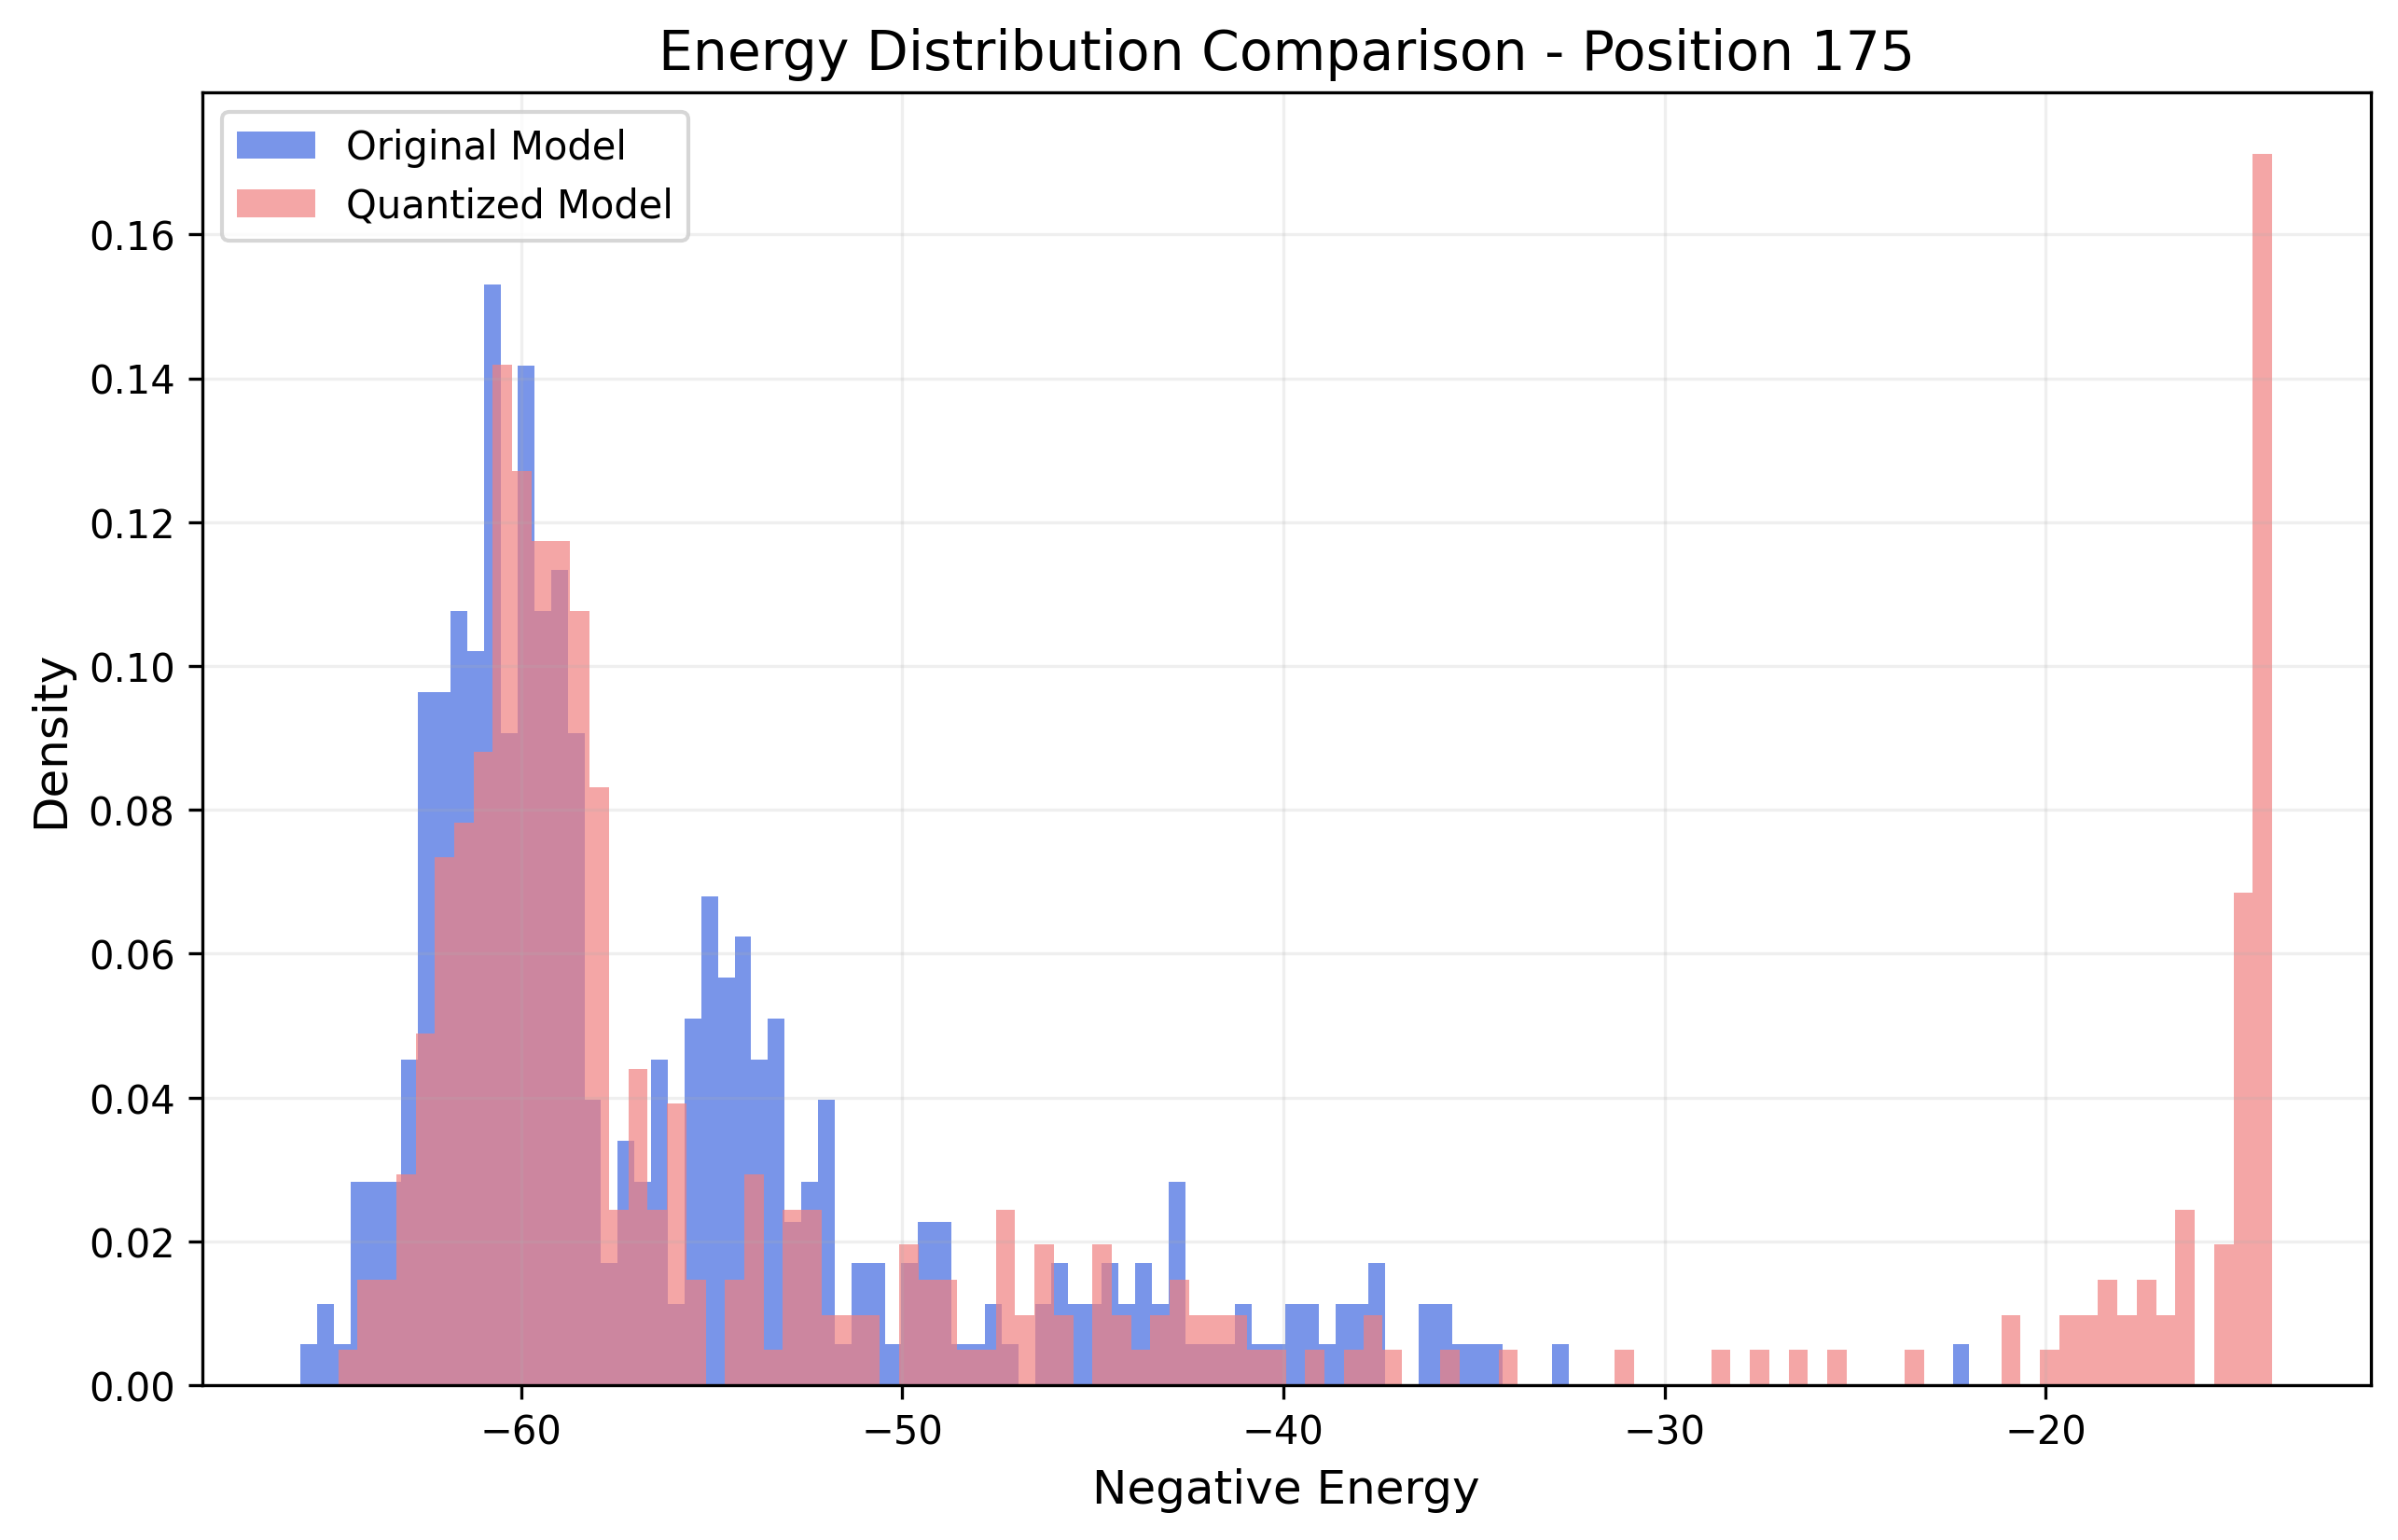 Energy Distribution Comparison - Position 175
Original Model
Quantized Model
0.16
0.14
0.12
0.10
0.08
0.06
0.04
0.02
0.00
Density
−60
−50
−40
−30
−20
Negative Energy